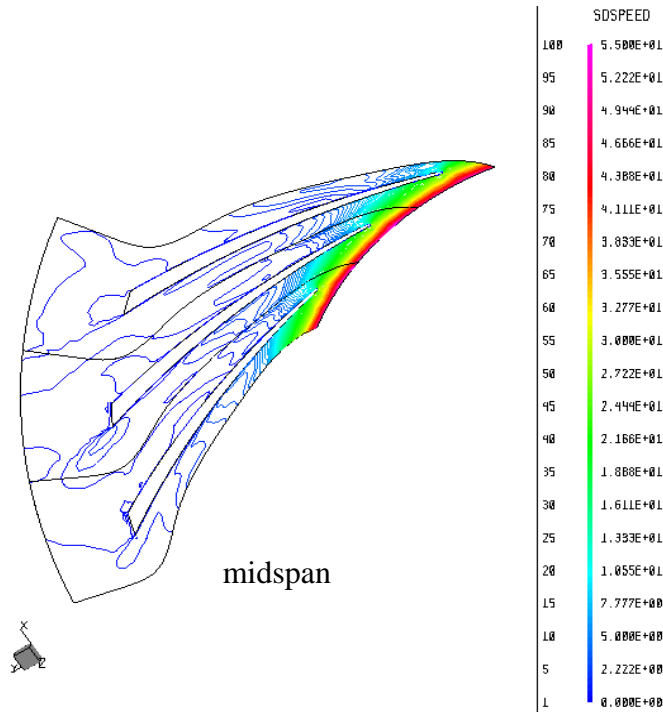 SDSPEED
100 5.500E+01
95 5.222E+01
90 4.944E+01
85 4.666E+01
80 4.388E+01
75 4.111E+01
70 3.833E+01
65 3.555E+01
60 3.277E+01
55 3.000E+01
50 2.722E+01
45 2.444E+01
40 2.166E+01
35 1.888E+01
30 1.611E+01
25 1.333E+01
20 1.055E+01
15 7.777E+00
10 5.000E+00
5 2.222E+00
1 0.000E+00
midspan
X
Y Z